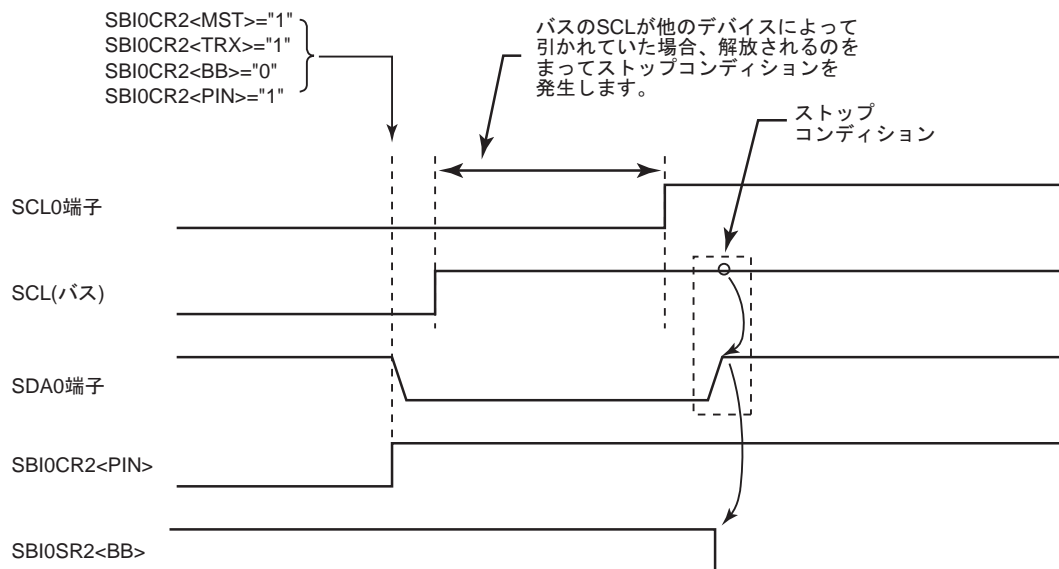 SBI0CR2<MST>="1"
SBI0CR2<TRX>="1"
SBI0CR2<BB>="0"
SBI0CR2<PIN>="1"
バスのSCLが他のデバイスによって
引かれていた場合、解放されるのを
まってストップコンディションを
発生します。
ストップ
コンディション
SCL0端子
SCL(バス)
SDA0端子
SBI0CR2<PIN>
SBI0SR2<BB>